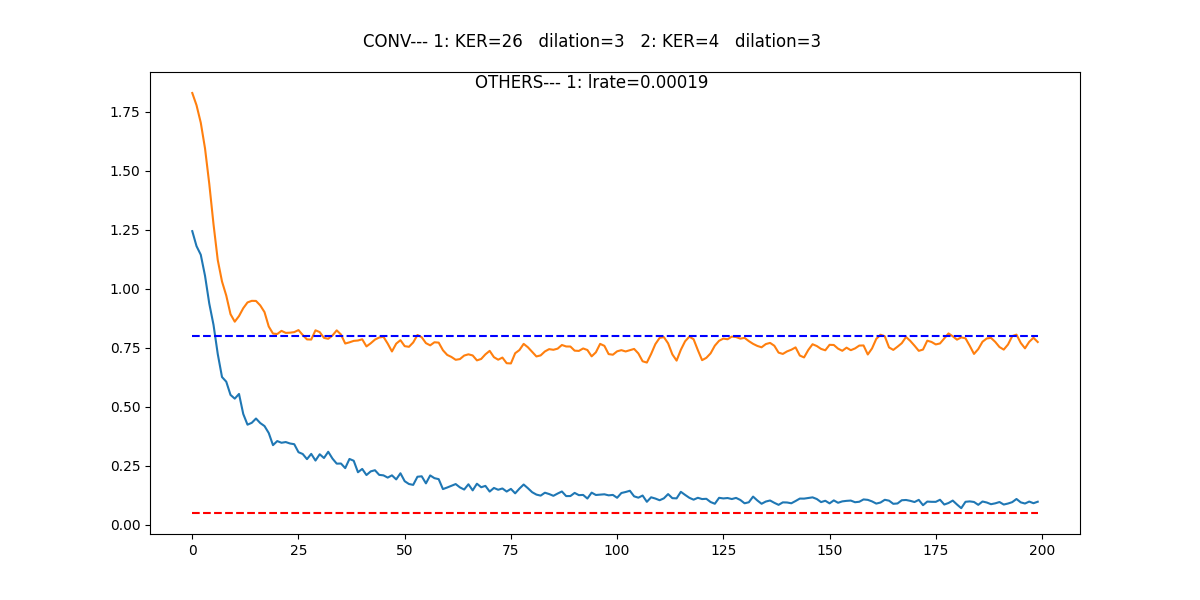 CONV--- 1: KER=26   dilation=3   2: KER=4   dilation=3
OTHERS--- 1: lrate=0.00019
1.75
1.50
1.25
1.00
0.75
0.50
0.25
0.00
0 25 50 75 100 125 150 175 200